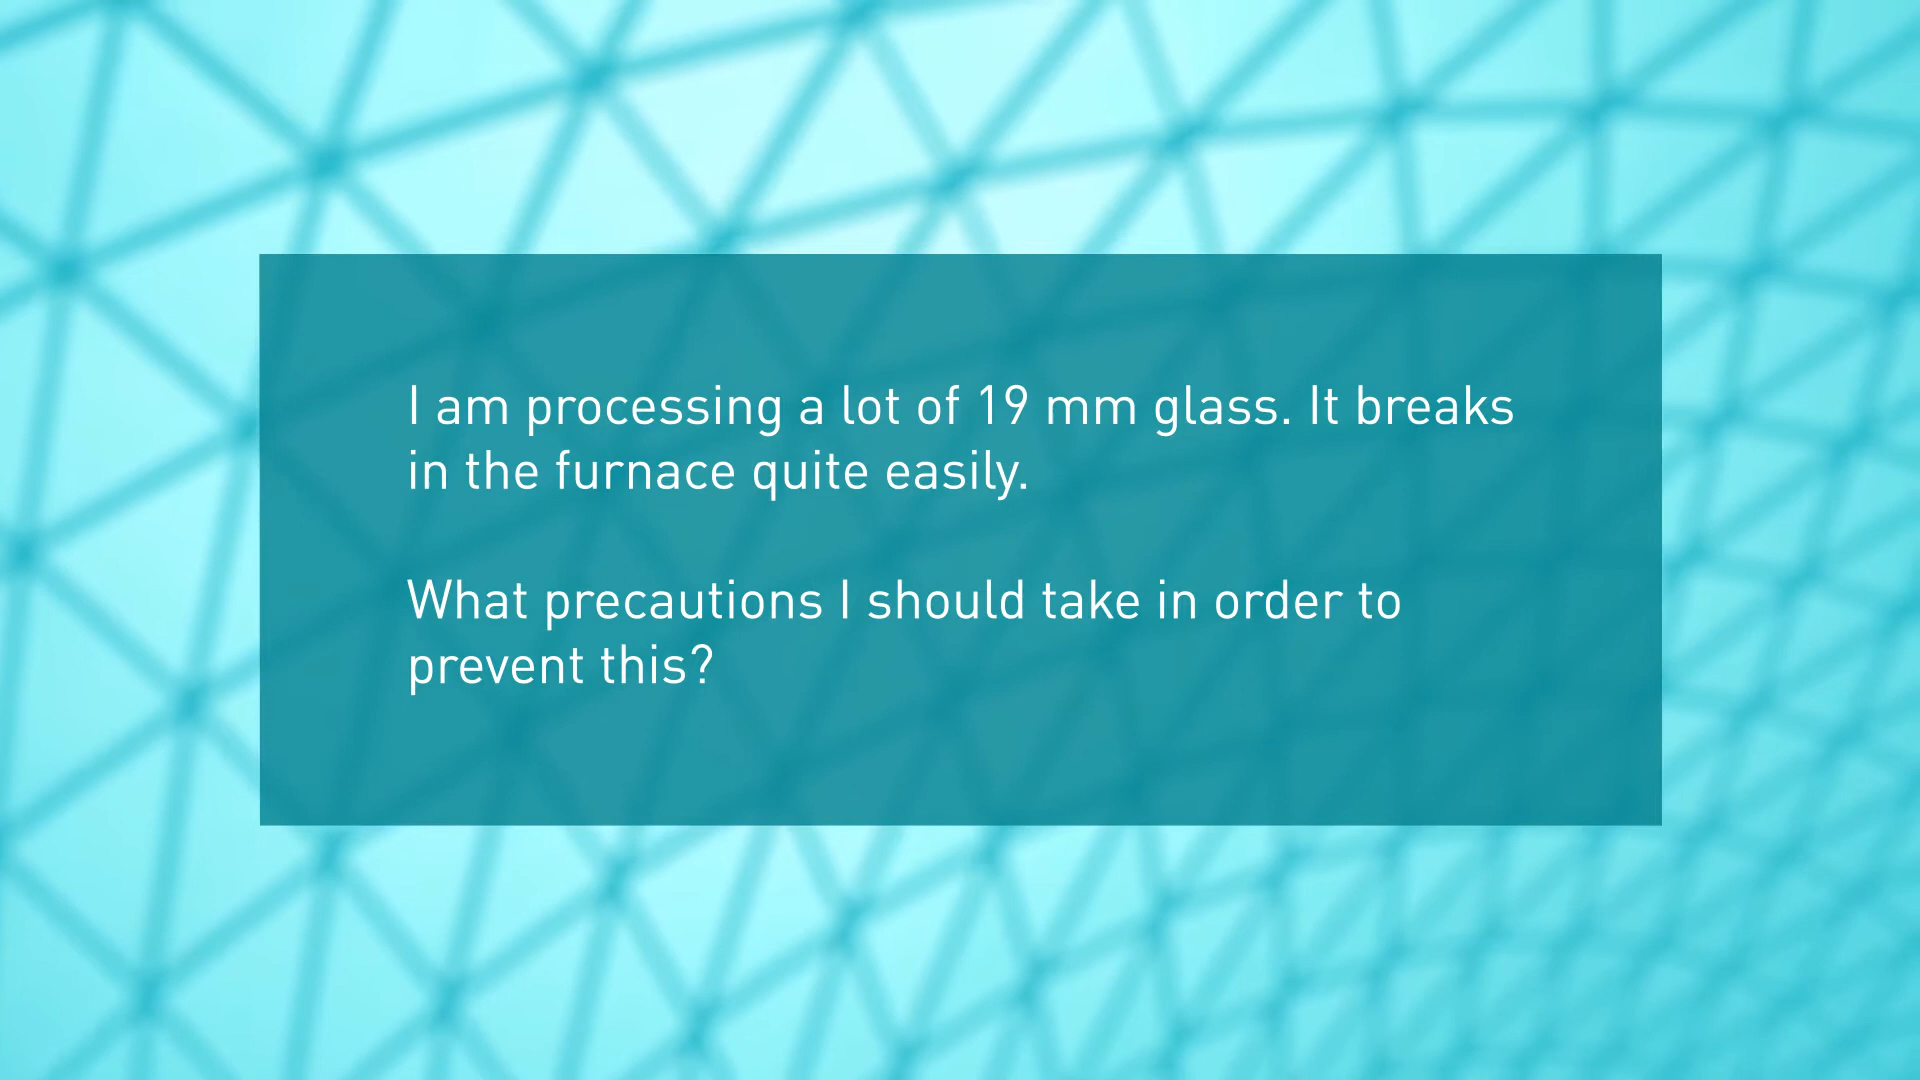 I am processing a lot of 19 mm glass. It breaks
in the furnace quite easily.
What precautions I should take in order to
prevent this?